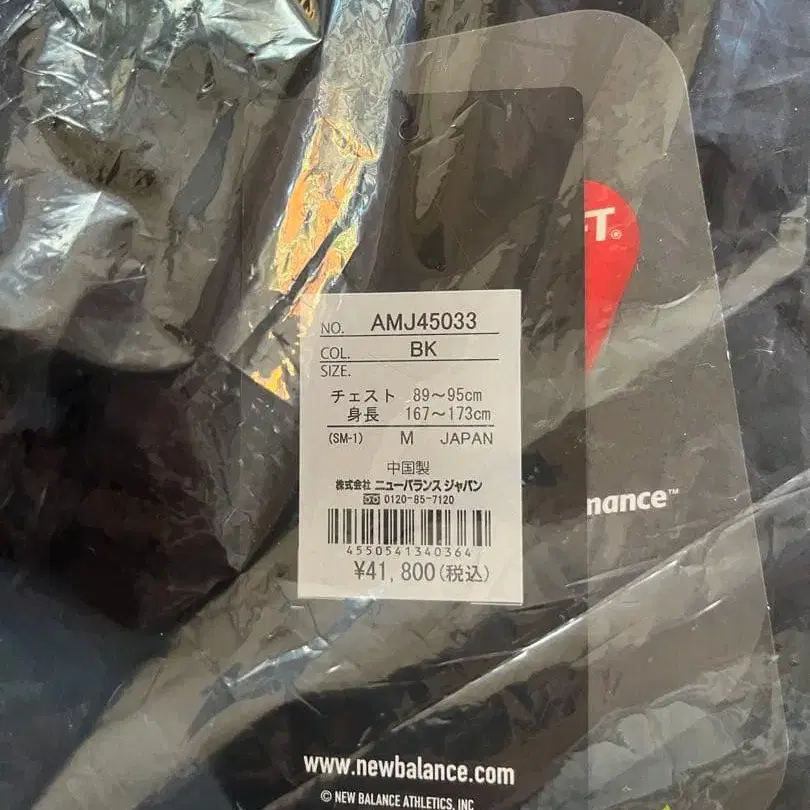 T®
NO. AMJ45033
COL. BK
SIZE.
チェスト 89～95cm
身長 167～173cm
(SM-1) M JAPAN
中国製
株式会社 ニューバランス ジャパン
0120-85-7120
4550541340364
¥41,800(税込)
mance™
www.newbalance.com
© NEW BALANCE ATHLETICS, INC